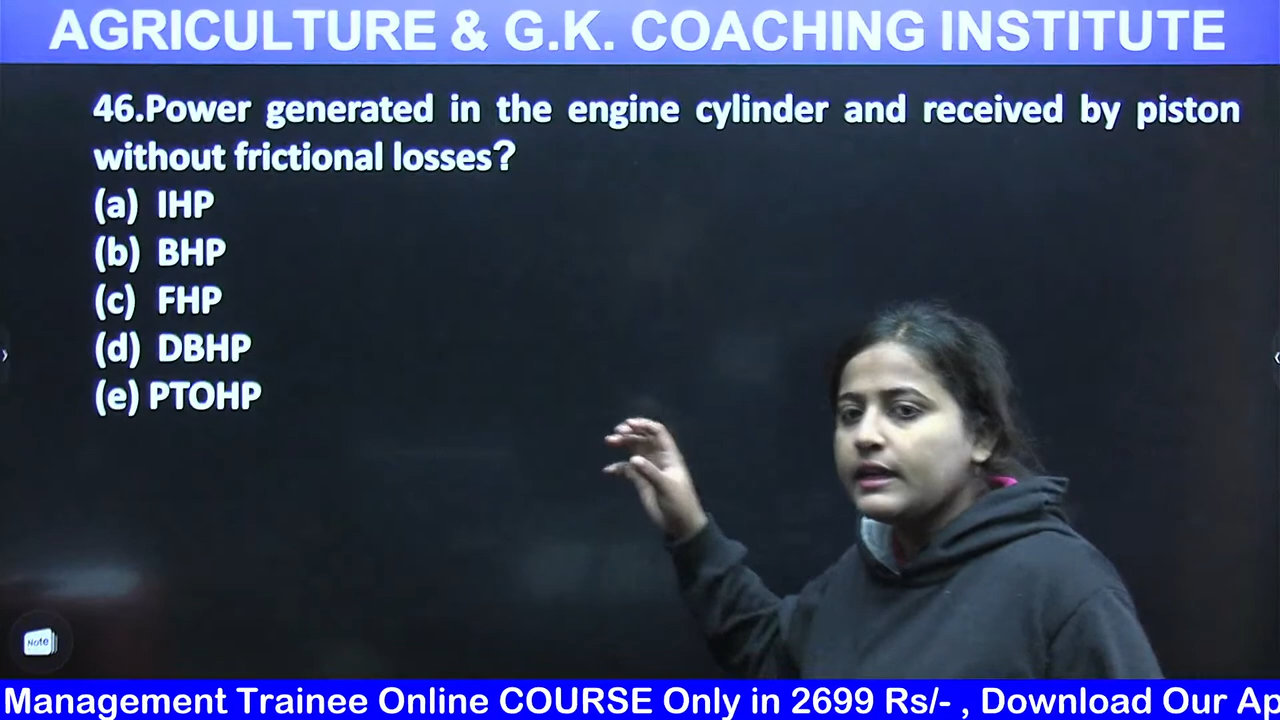 AGRICULTURE & G.K. COACHING INSTITUTE
46.Power generated in the engine cylinder and received by piston
without frictional losses?
(a) IHP
(b) BHP
(c) FHP
(d) DBHP
(e) PTOHP
Note
Management Trainee Online COURSE Only in 2699 Rs/- , Download Our Ap